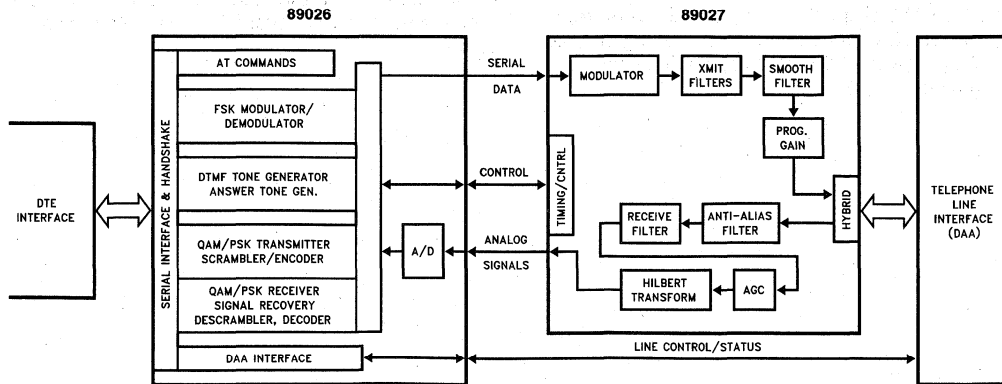 89026
89027
AT COMMANDS
FSK MODULATOR/
DEMODULATOR
DTMF TONE GENERATOR
ANSWER TONE GEN.
QAM/PSK TRANSMITTER
SCRAMBLER/ENCODER
QAM/PSK RECEIVER
SIGNAL RECOVERY
DESCRAMBLER, DECODER
DAA INTERFACE
SERIAL INTERFACE & HANDSHAKE
DTE
INTERFACE
A/D
SERIAL
DATA
CONTROL
ANALOG
SIGNALS
LINE CONTROL/STATUS
TIMING/CNTRL
MODULATOR
XMIT
FILTERS
SMOOTH
FILTER
PROG.
GAIN
HYBRID
RECEIVE
FILTER
ANTI-ALIAS
FILTER
HILBERT
TRANSFORM
AGC
TELEPHONE
LINE
INTERFACE
(DAA)